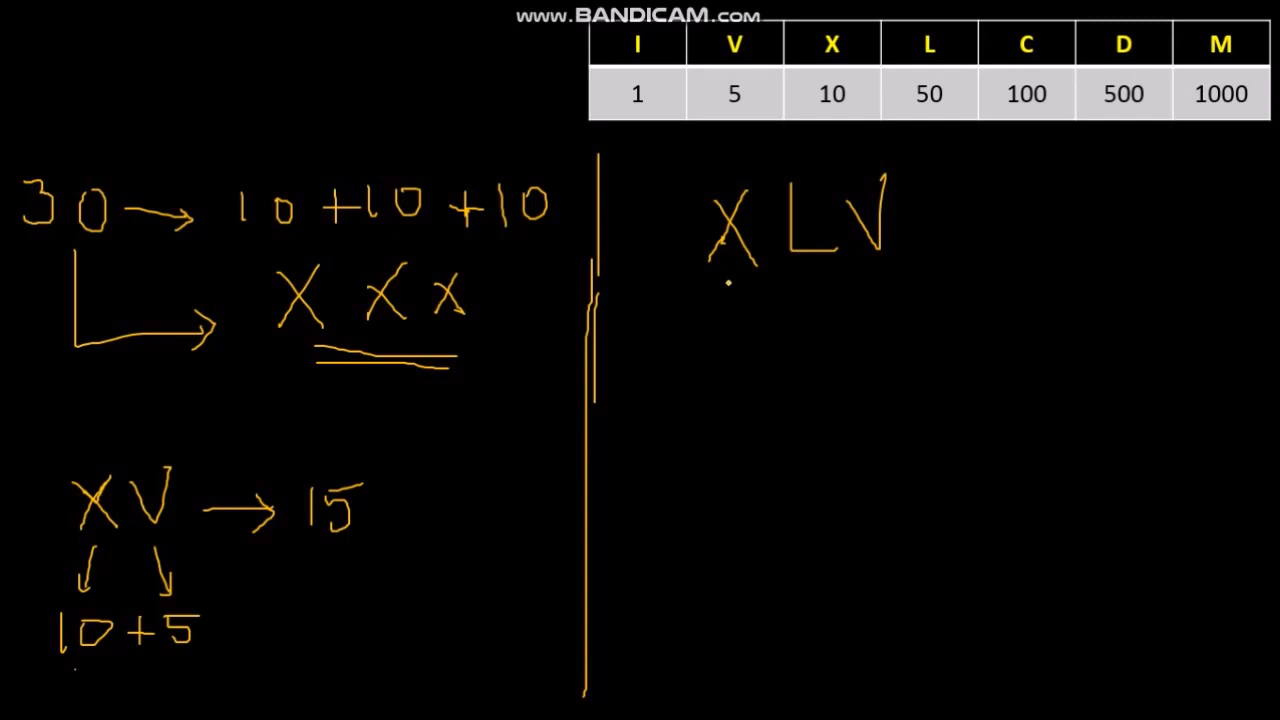 www.BANDICAM.com
I V X L C D M
1 5 10 50 100 500 1000
30 → 10 + 10 + 10
X X X
XV → 15
10 + 5
XLV